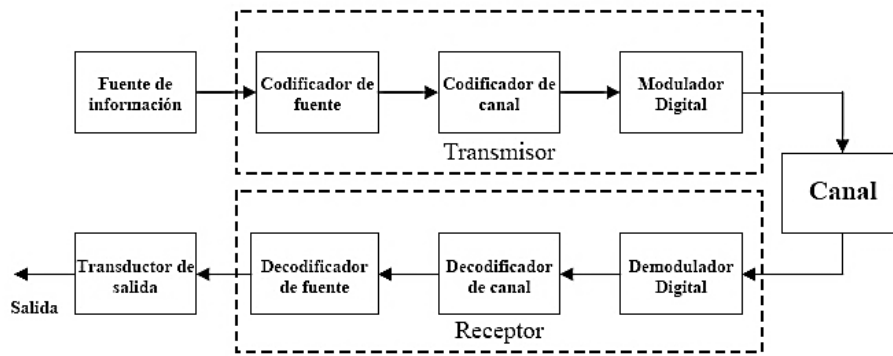 Fuente de
información
Codificador de
fuente
Codificador de
canal
Modulador
Digital
Transmisor
Canal
Transductor de
salida
Decodificador
de fuente
Decodificador
de canal
Demodulador
Digital
Salida
Receptor